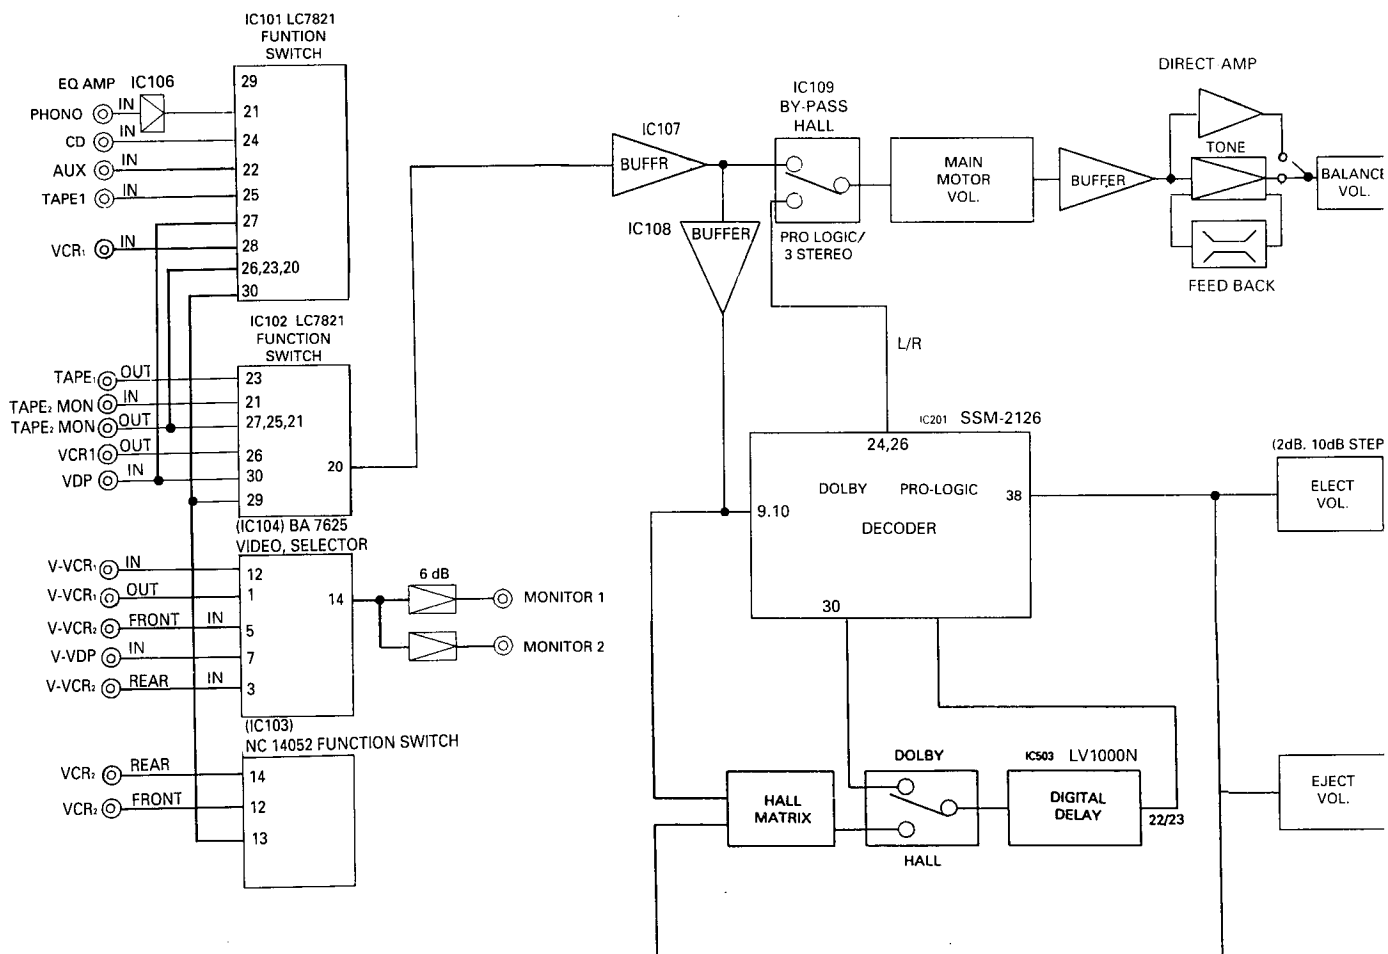 IC101 LC7821
FUNTION
SWITCH
EQ AMP IC106
PHONO IN
CD IN
AUX IN
TAPE1 IN
VCR₁ IN
29
21
24
22
25
27
28
26,23,20
30
IC102 LC7821
FUNCTION
SWITCH
TAPE₁ OUT
TAPE₂ MON IN
TAPE₂ MON OUT
VCR1 OUT
VDP IN
23
21
27,25,21
26
30
29
20
(IC104) BA 7625
VIDEO, SELECTOR
V-VCR₁ IN
V-VCR₁ OUT
V-VCR₂ FRONT IN
V-VDP IN
V-VCR₂ REAR IN
12
1
5
7
3
14
6 dB
MONITOR 1
MONITOR 2
(IC103)
NC 14052 FUNCTION SWITCH
VCR₂ REAR
VCR₂ FRONT
14
12
13
IC107
BUFFR
IC108
BUFFER
IC109
BY-PASS
HALL
PRO LOGIC/
3 STEREO
MAIN
MOTOR
VOL.
BUFFER
DIRECT AMP
TONE
FEED BACK
BALANCE
VOL.
L/R
IC201 SSM-2126
24,26
9.10
DOLBY PRO-LOGIC
DECODER
38
30
(2dB. 10dB STEP
ELECT
VOL.
EJECT
VOL.
HALL
MATRIX
DOLBY
HALL
IC503 LV1000N
DIGITAL
DELAY
22/23